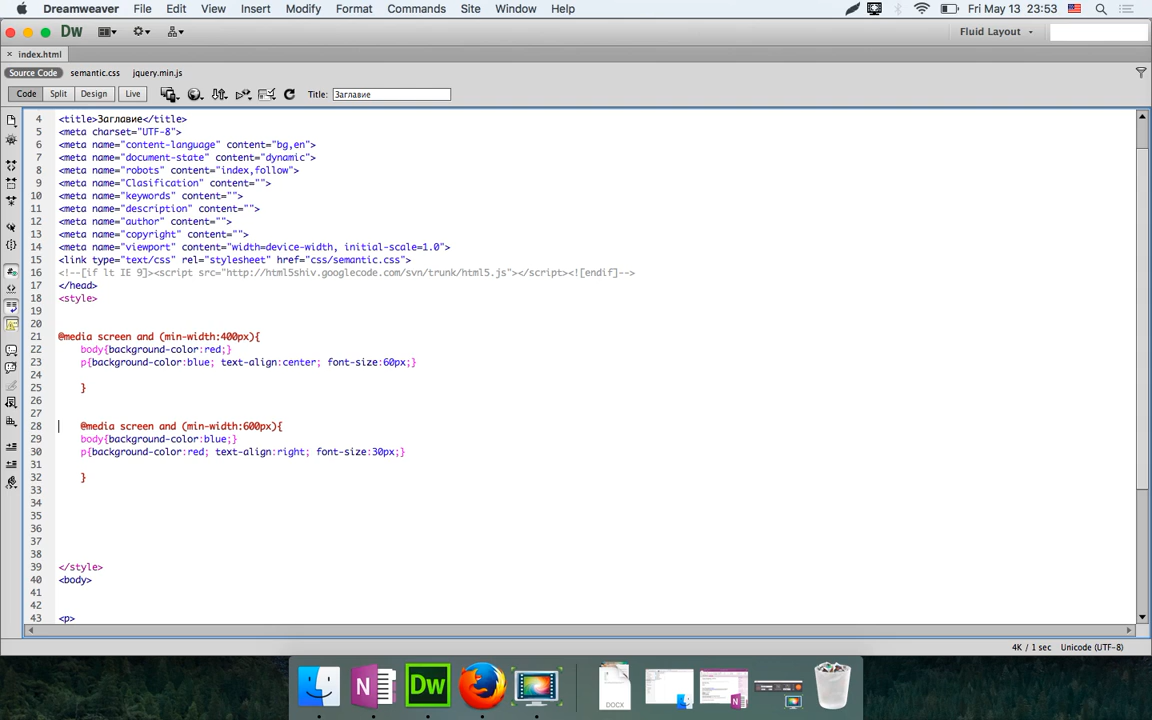 Dreamweaver File Edit View Insert Modify Format Commands Site Window Help Fri May 13 23:53
Dw Fluid Layout
× index.html
Source Code semantic.css jquery.min.js
Code Split Design Live Title: Заглавие
4 <title>Заглавие</title>
5 <meta charset="UTF-8">
6 <meta name="content-language" content="bg,en">
7 <meta name="document-state" content="dynamic">
8 <meta name="robots" content="index,follow">
9 <meta name="Clasification" content="">
10 <meta name="keywords" content="">
11 <meta name="description" content="">
12 <meta name="author" content="">
13 <meta name="copyright" content="">
14 <meta name="viewport" content="width=device-width, initial-scale=1.0">
15 <link type="text/css" rel="stylesheet" href="css/semantic.css">
16 <!--[if lt IE 9]><script src="http://html5shiv.googlecode.com/svn/trunk/html5.js"></script><![endif]-->
17 </head>
18 <style>
19
20
21 @media screen and (min-width:400px){
22 body{background-color:red;}
23 p{background-color:blue; text-align:center; font-size:60px;}
24
25 }
26
27
28 @media screen and (min-width:600px){
29 body{background-color:blue;}
30 p{background-color:red; text-align:right; font-size:30px;}
31
32 }
33
34
35
36
37
38
39 </style>
40 <body>
41
42
43 <p>
4K / 1 sec Unicode (UTF-8)
N Dw DOCX